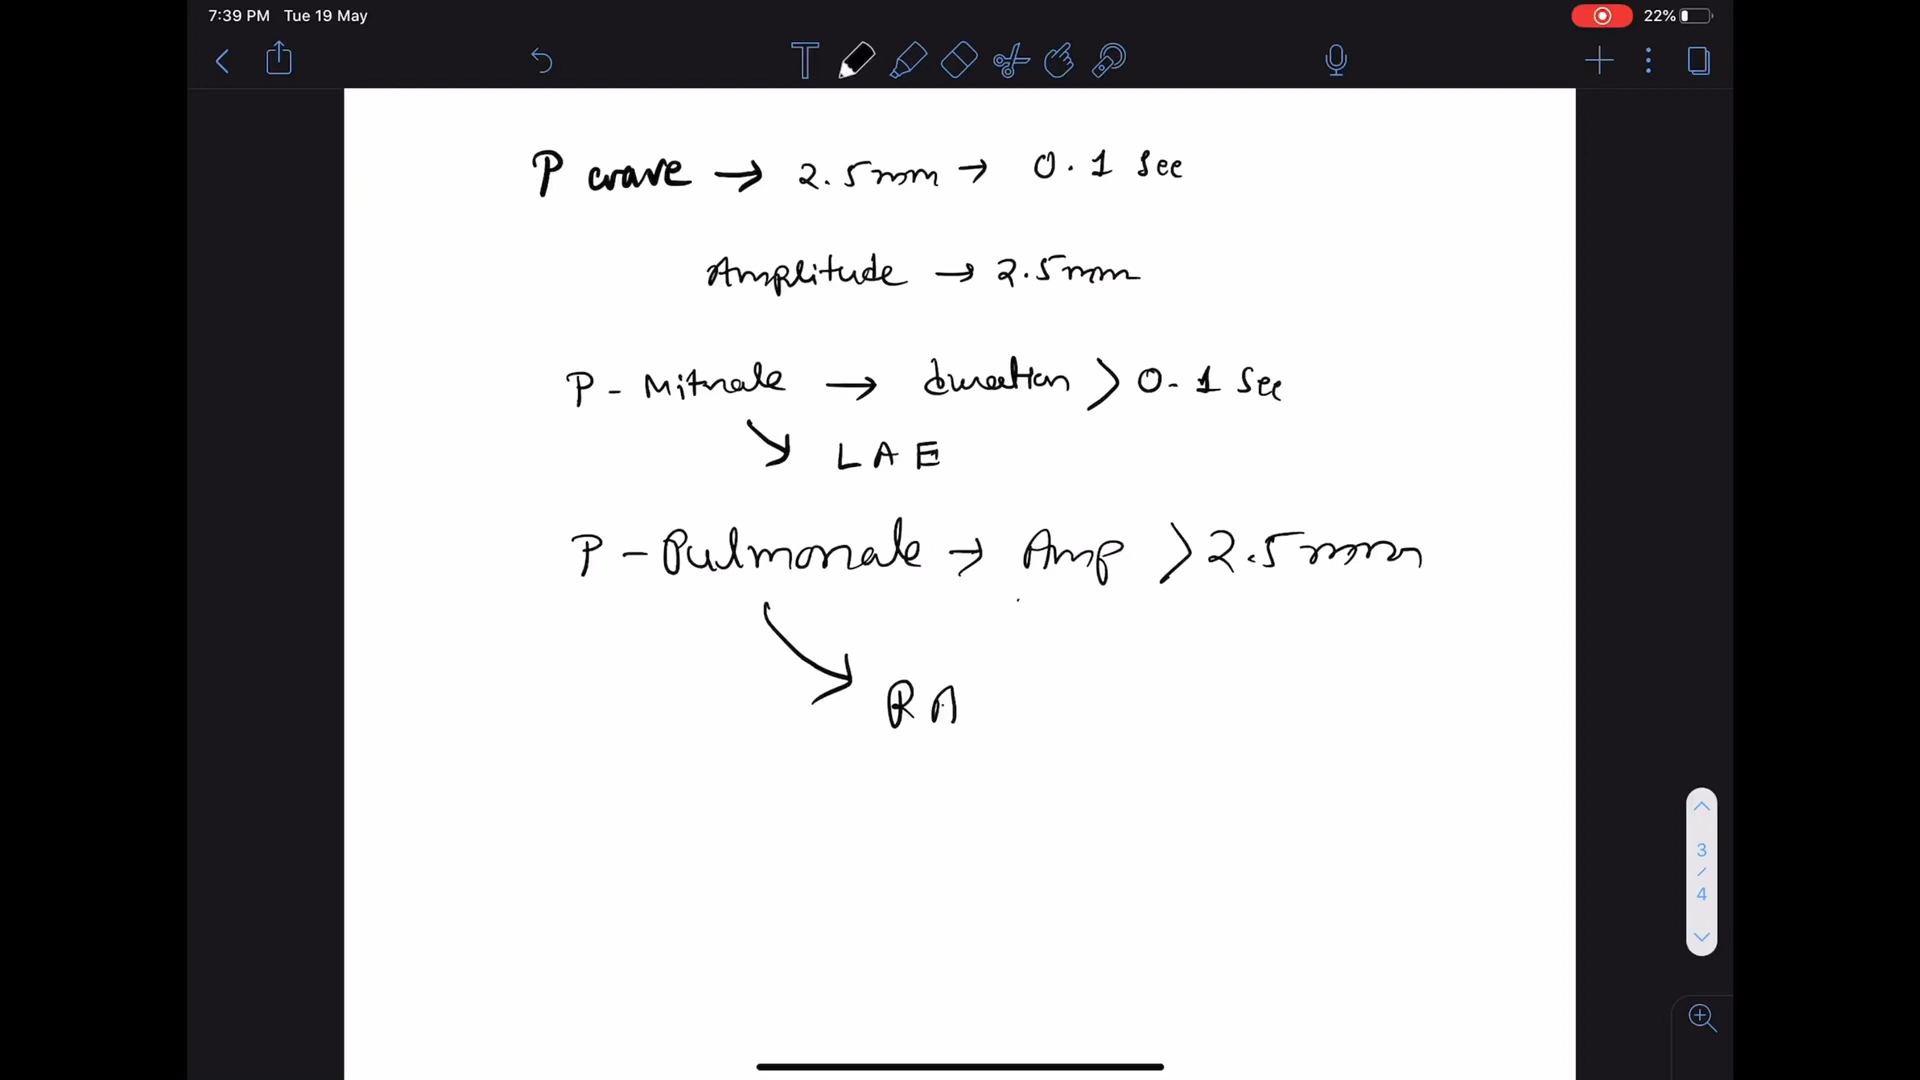 7:39 PM Tue 19 May 22%
P wave → 2.5mm → 0.1 Sec
Amplitude → 2.5mm
P - Mitrale → duration > 0.1 Sec
↘ LAE
P - Pulmonale → Amp > 2.5mm
↘ RA
3
/
4